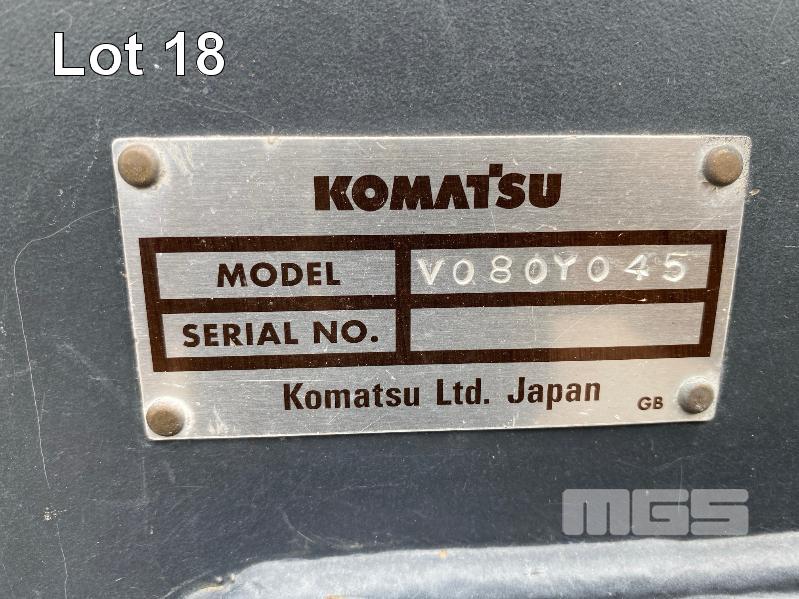 Lot 18
KOMATSU
MODEL V080Y045
SERIAL NO.
Komatsu Ltd. Japan GB
MGS